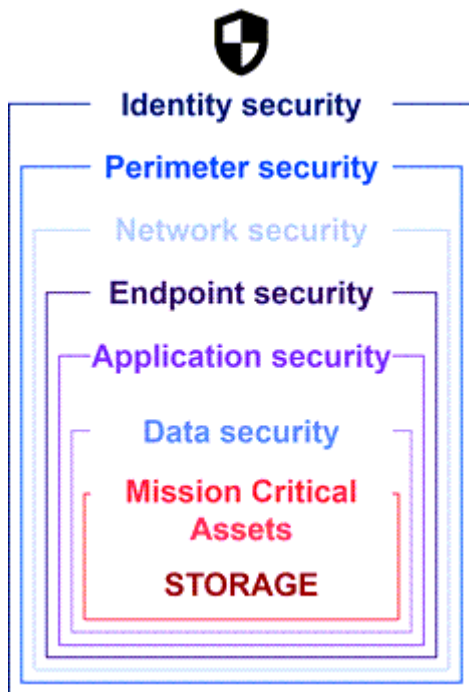 Identity security
Perimeter security
Network security
Endpoint security
Application security
Data security
Mission Critical
Assets
STORAGE